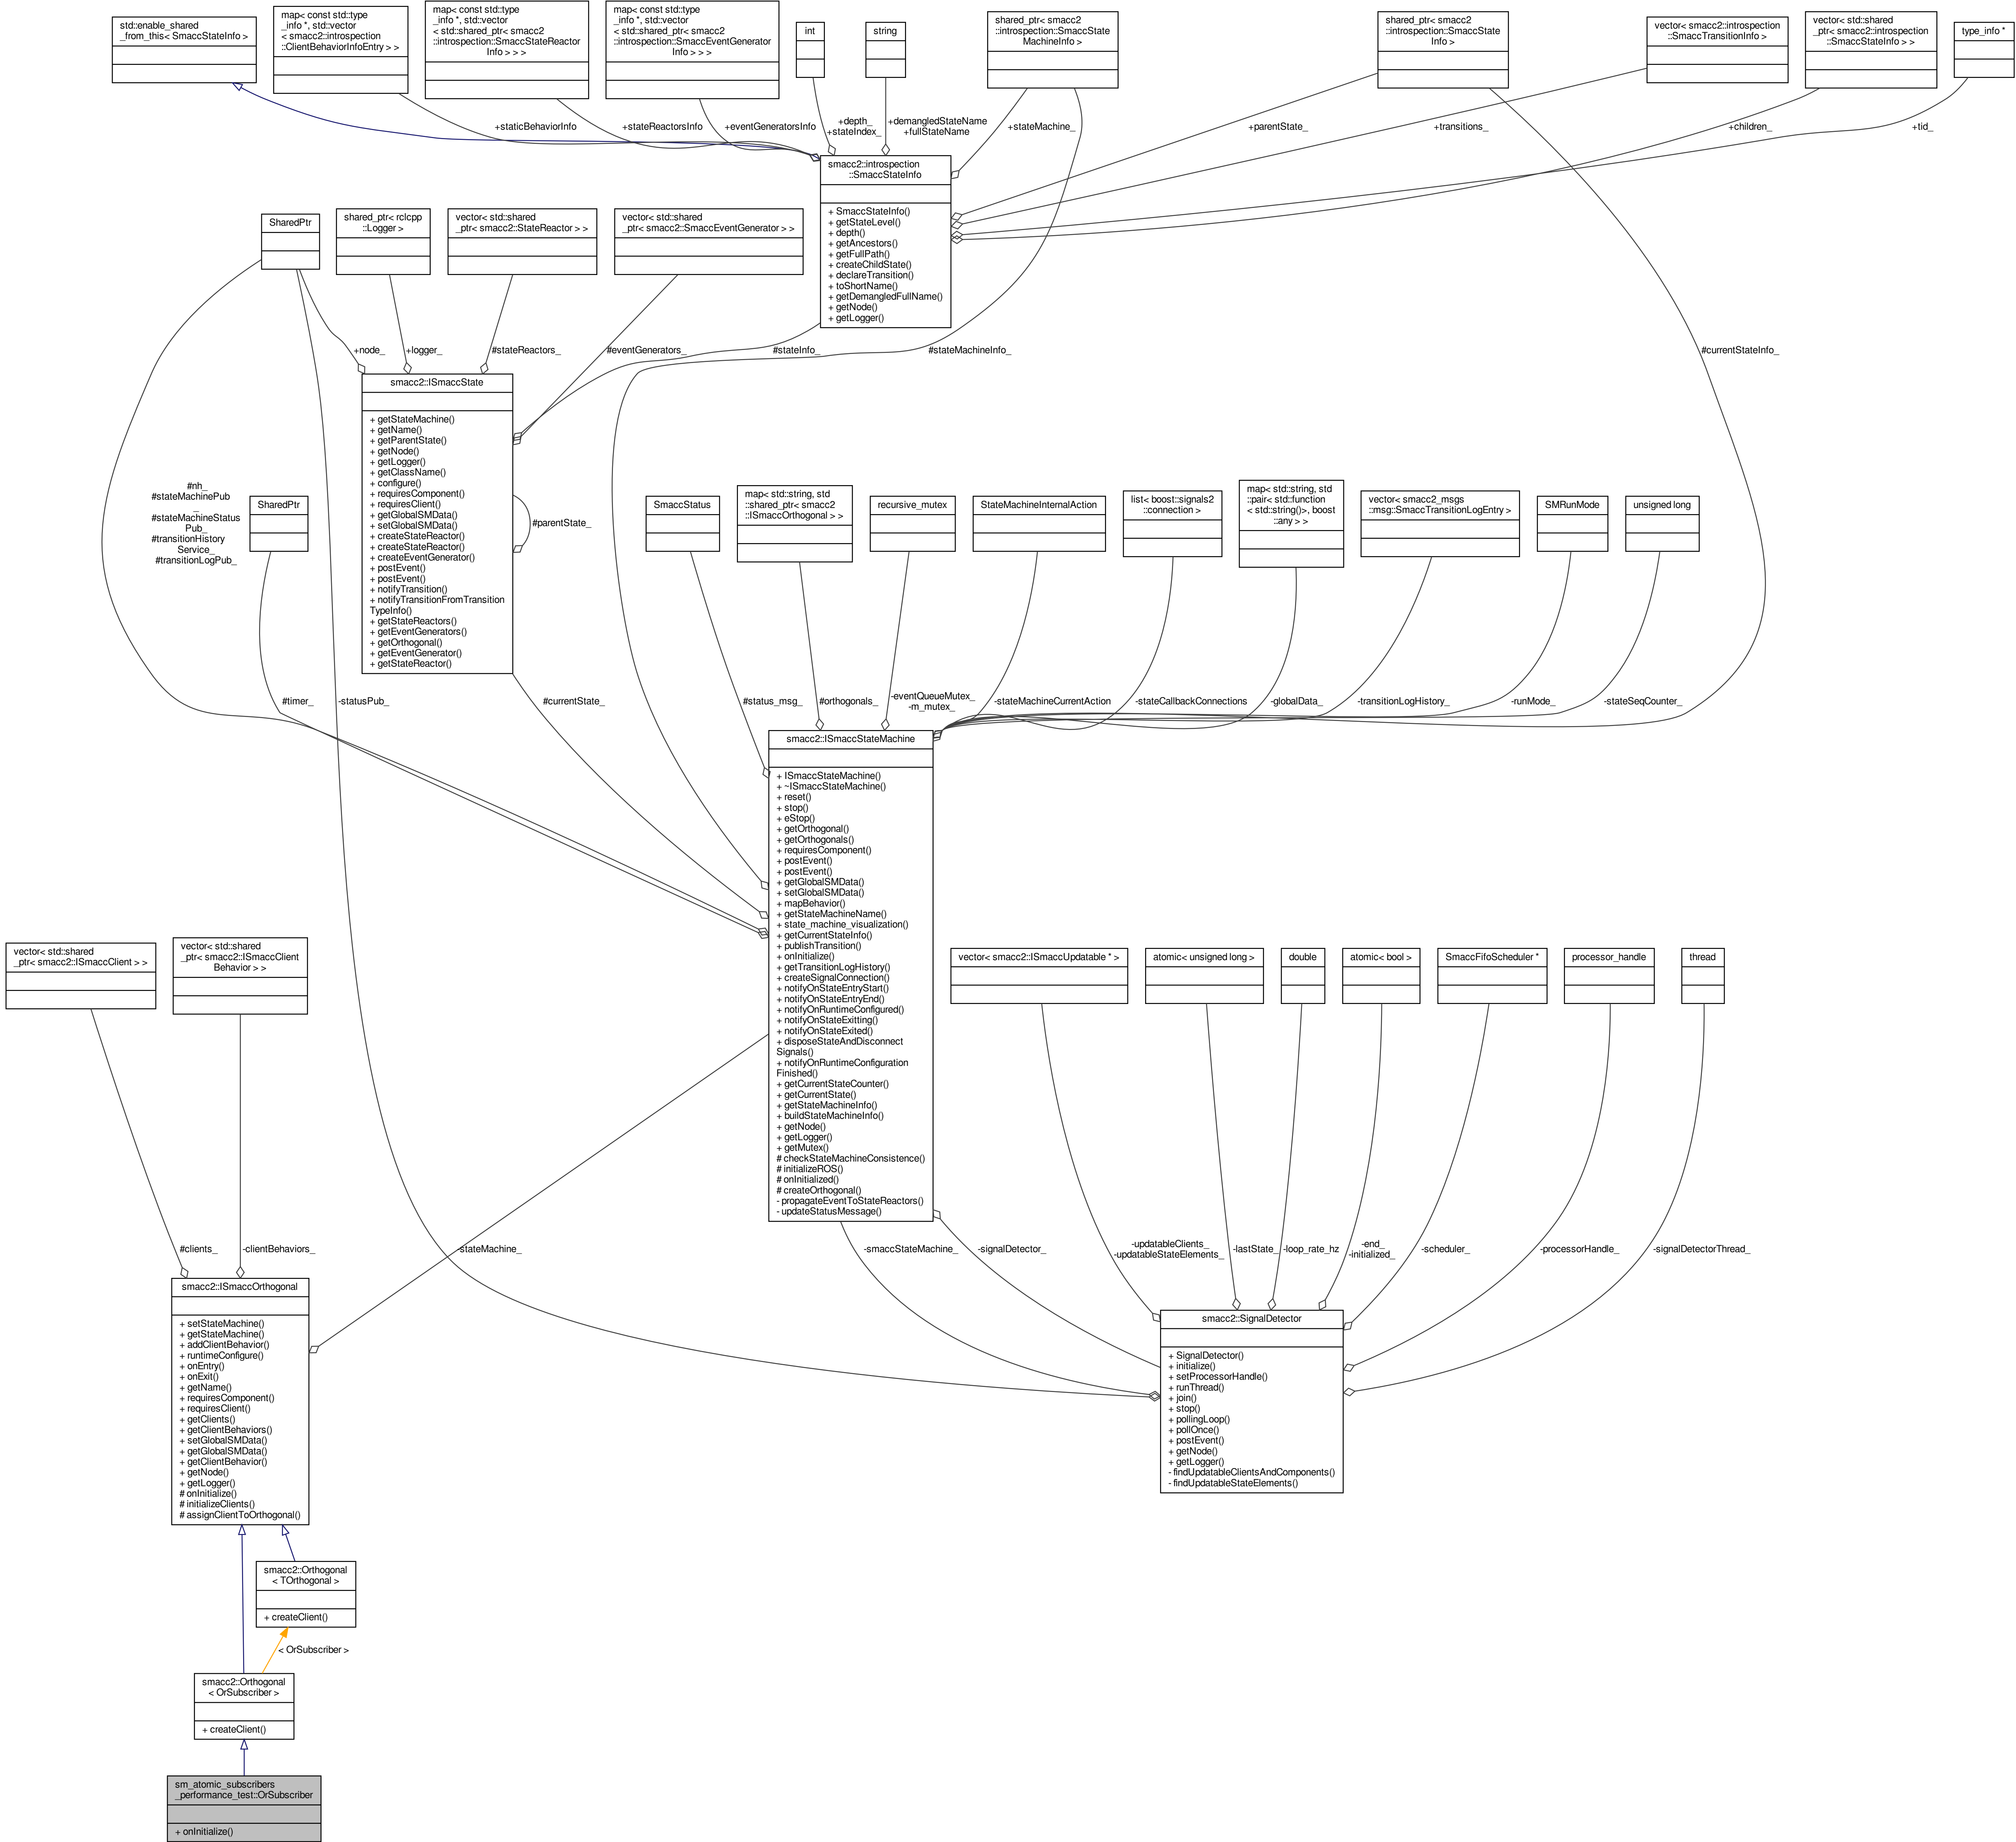 std::enable_shared
_from_this< SmaccStateInfo >
map< const std::type
_info *, std::vector
< smacc2::introspection
::ClientBehaviorInfoEntry > >
map< const std::type
_info *, std::vector
< std::shared_ptr< smacc2
::introspection::SmaccStateReactor
Info > > >
map< const std::type
_info *, std::vector
< std::shared_ptr< smacc2
::introspection::SmaccEventGenerator
Info > > >
int
string
shared_ptr< smacc2
::introspection::SmaccState
MachineInfo >
shared_ptr< smacc2
::introspection::SmaccState
Info >
vector< smacc2::introspection
::SmaccTransitionInfo >
vector< std::shared
_ptr< smacc2::introspection
::SmaccStateInfo > >
type_info *
+staticBehaviorInfo
+stateReactorsInfo
+eventGeneratorsInfo
+depth_
+stateIndex_
+demangledStateName
+fullStateName
+stateMachine_
+parentState_
+transitions_
+children_
+tid_
smacc2::introspection
::SmaccStateInfo
+ SmaccStateInfo()
+ getStateLevel()
+ depth()
+ getAncestors()
+ getFullPath()
+ createChildState()
+ declareTransition()
+ toShortName()
+ getDemangledFullName()
+ getNode()
+ getLogger()
SharedPtr
shared_ptr< rclcpp
::Logger >
vector< std::shared
_ptr< smacc2::StateReactor > >
vector< std::shared
_ptr< smacc2::SmaccEventGenerator > >
+node_
+logger_
#stateReactors_
#eventGenerators_
#stateInfo_
#stateMachineInfo_
#currentStateInfo_
smacc2::ISmaccState
+ getStateMachine()
+ getName()
+ getParentState()
+ getNode()
+ getLogger()
+ getClassName()
+ configure()
+ requiresComponent()
+ requiresClient()
+ getGlobalSMData()
+ setGlobalSMData()
+ createStateReactor()
+ createStateReactor()
+ createEventGenerator()
+ postEvent()
+ postEvent()
+ notifyTransition()
+ notifyTransitionFromTransition
TypeInfo()
+ getStateReactors()
+ getEventGenerators()
+ getOrthogonal()
+ getEventGenerator()
+ getStateReactor()
#parentState_
#nh_
#stateMachinePub
_
#stateMachineStatus
Pub_
#transitionHistory
Service_
#transitionLogPub_
SharedPtr
SmaccStatus
map< std::string, std
::shared_ptr< smacc2
::ISmaccOrthogonal > >
recursive_mutex
StateMachineInternalAction
list< boost::signals2
::connection >
map< std::string, std
::pair< std::function
< std::string()>, boost
::any > >
vector< smacc2_msgs
::msg::SmaccTransitionLogEntry >
SMRunMode
unsigned long
#timer_
-statusPub_
#currentState_
#status_msg_
#orthogonals_
-eventQueueMutex_
-m_mutex_
-stateMachineCurrentAction
-stateCallbackConnections
-globalData_
-transitionLogHistory_
-runMode_
-stateSeqCounter_
smacc2::ISmaccStateMachine
+ ISmaccStateMachine()
+ ~ISmaccStateMachine()
+ reset()
+ stop()
+ eStop()
+ getOrthogonal()
+ getOrthogonals()
+ requiresComponent()
+ postEvent()
+ postEvent()
+ getGlobalSMData()
+ setGlobalSMData()
+ mapBehavior()
+ getStateMachineName()
+ state_machine_visualization()
+ getCurrentStateInfo()
+ publishTransition()
+ onInitialize()
+ getTransitionLogHistory()
+ createSignalConnection()
+ notifyOnStateEntryStart()
+ notifyOnStateEntryEnd()
+ notifyOnRuntimeConfigured()
+ notifyOnStateExitting()
+ notifyOnStateExited()
+ disposeStateAndDisconnect
Signals()
+ notifyOnRuntimeConfiguration
Finished()
+ getCurrentStateCounter()
+ getCurrentState()
+ getStateMachineInfo()
+ buildStateMachineInfo()
+ getNode()
+ getLogger()
+ getMutex()
# checkStateMachineConsistence()
# initializeROS()
# onInitialized()
# createOrthogonal()
- propagateEventToStateReactors()
- updateStatusMessage()
vector< std::shared
_ptr< smacc2::ISmaccClient > >
vector< std::shared
_ptr< smacc2::ISmaccClient
Behavior > >
vector< smacc2::ISmaccUpdatable * >
atomic< unsigned long >
double
atomic< bool >
SmaccFifoScheduler *
processor_handle
thread
#clients_
-clientBehaviors_
-stateMachine_
-smaccStateMachine_
-signalDetector_
-updatableClients_
-updatableStateElements_
-lastState_
-loop_rate_hz
-end_
-initialized_
-scheduler_
-processorHandle_
-signalDetectorThread_
smacc2::ISmaccOrthogonal
+ setStateMachine()
+ getStateMachine()
+ addClientBehavior()
+ runtimeConfigure()
+ onEntry()
+ onExit()
+ getName()
+ requiresComponent()
+ requiresClient()
+ getClients()
+ getClientBehaviors()
+ setGlobalSMData()
+ getGlobalSMData()
+ getClientBehavior()
+ getNode()
+ getLogger()
# onInitialize()
# initializeClients()
# assignClientToOrthogonal()
smacc2::SignalDetector
+ SignalDetector()
+ initialize()
+ setProcessorHandle()
+ runThread()
+ join()
+ stop()
+ pollingLoop()
+ pollOnce()
+ postEvent()
+ getNode()
+ getLogger()
- findUpdatableClientsAndComponents()
- findUpdatableStateElements()
smacc2::Orthogonal
< TOrthogonal >
+ createClient()
< OrSubscriber >
smacc2::Orthogonal
< OrSubscriber >
+ createClient()
sm_atomic_subscribers
_performance_test::OrSubscriber
+ onInitialize()